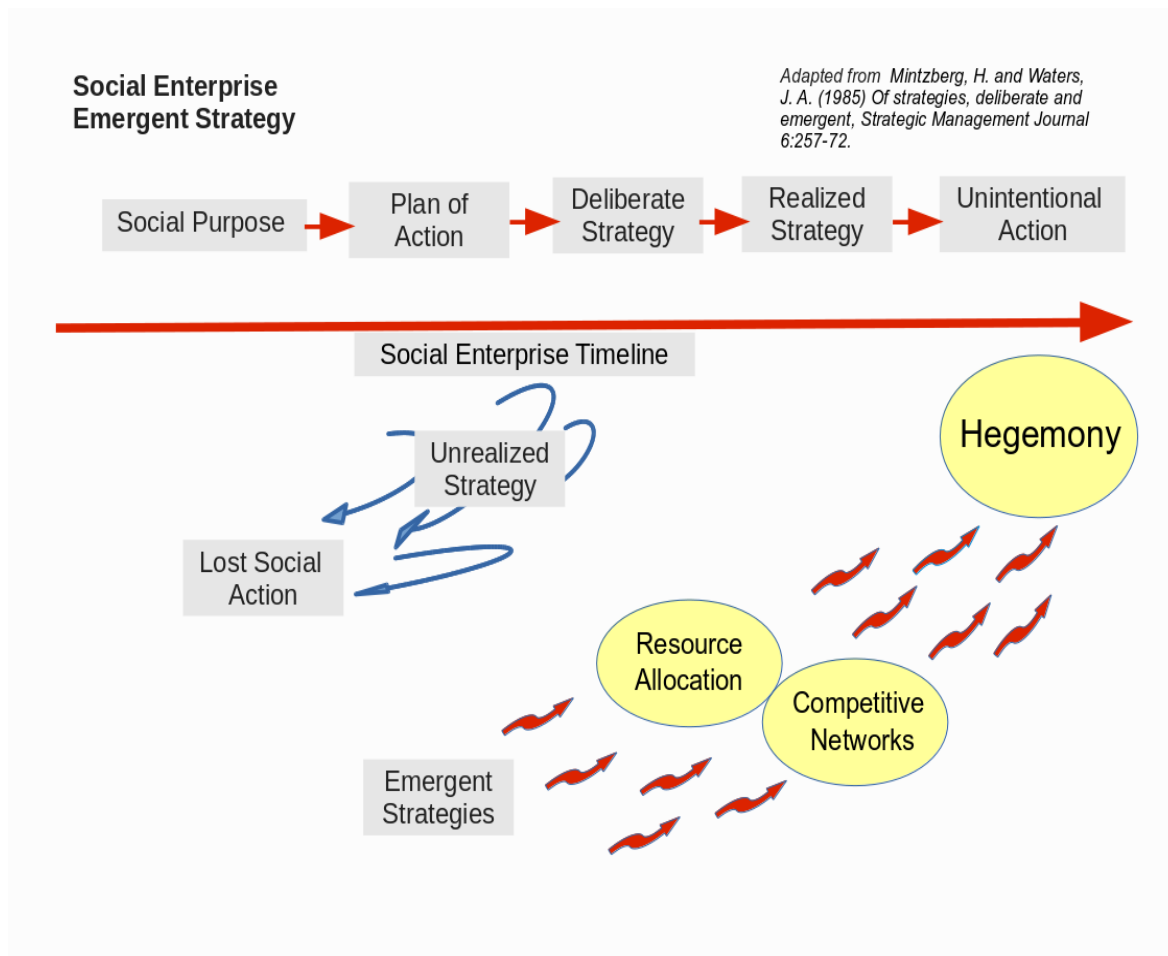 Social Enterprise
Emergent Strategy
Adapted from Mintzberg, H. and Waters,
J. A. (1985) Of strategies, deliberate and
emergent, Strategic Management Journal
6:257-72.
Social Purpose
Plan of
Action
Deliberate
Strategy
Realized
Strategy
Unintentional
Action
Social Enterprise Timeline
Hegemony
Unrealized
Strategy
Lost Social
Action
Resource
Allocation
Competitive
Networks
Emergent
Strategies